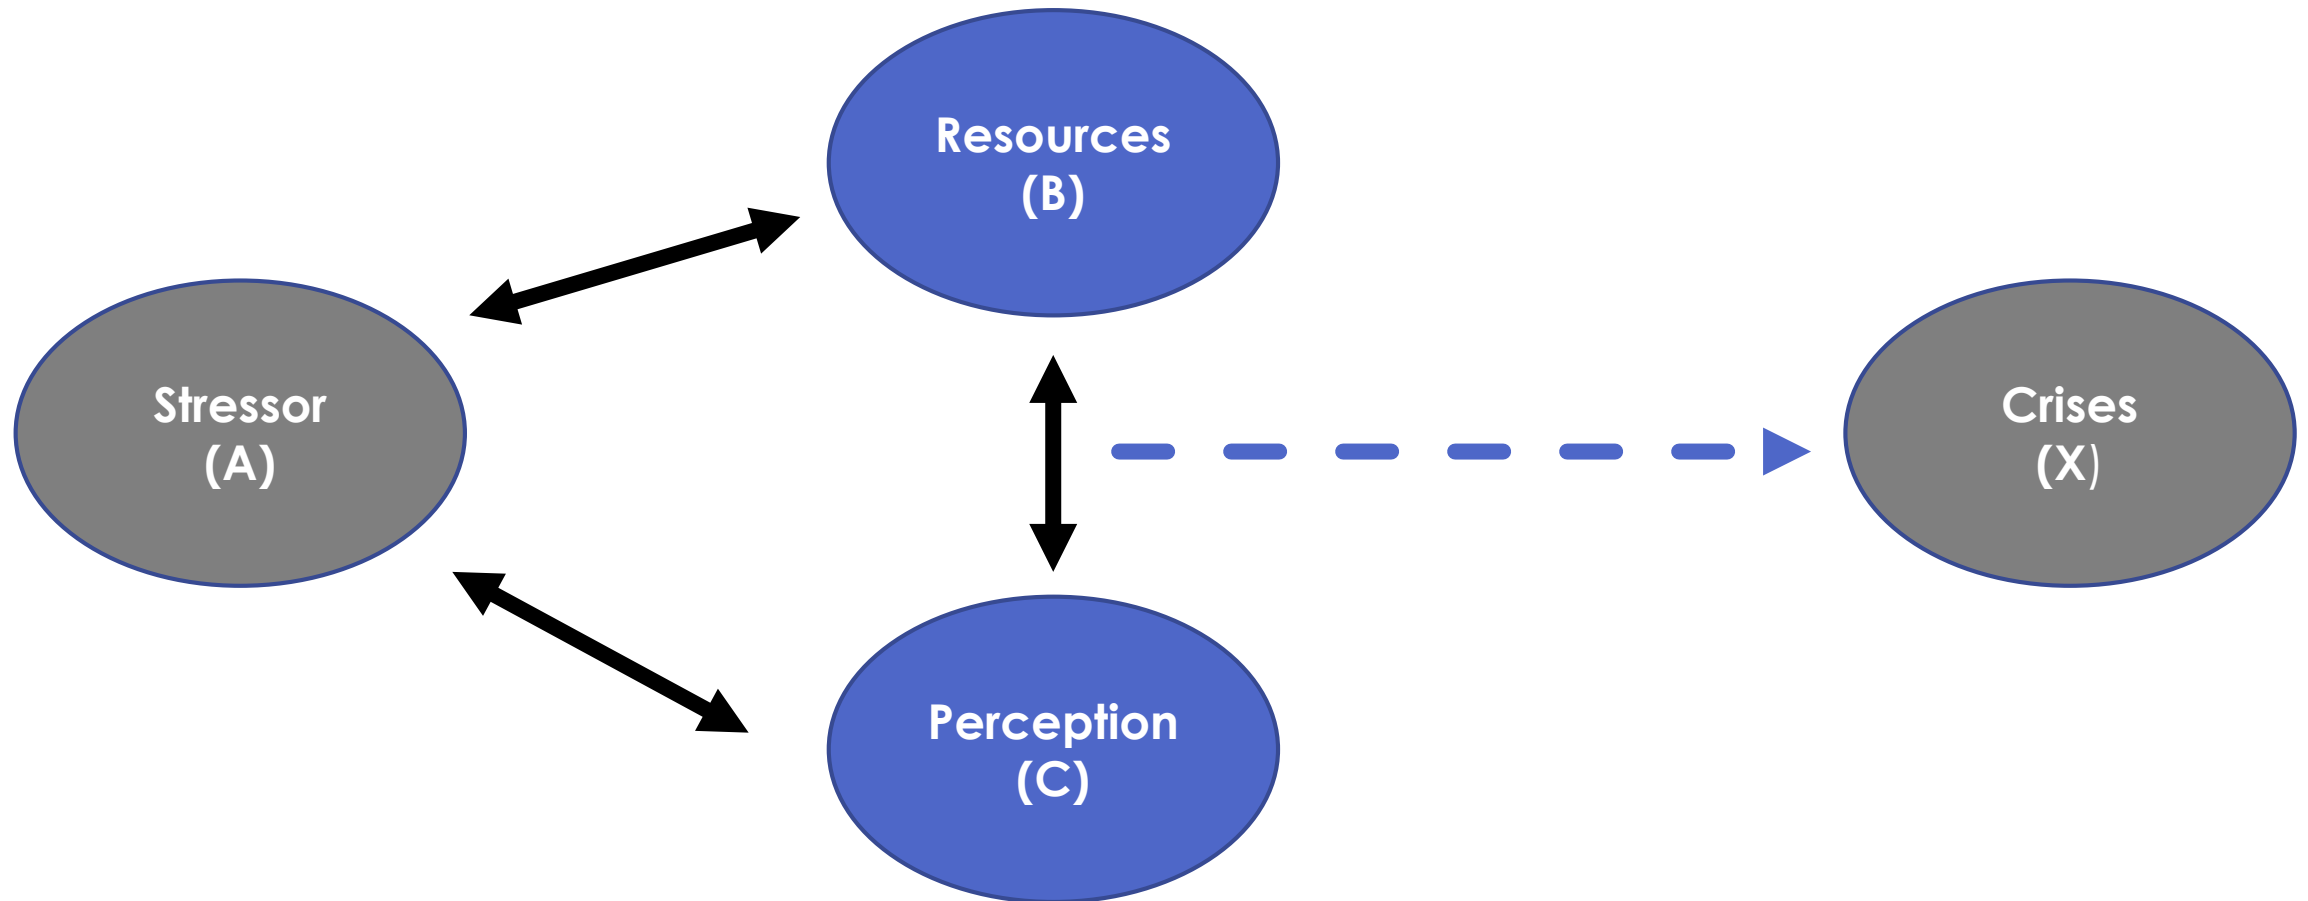 Resources
(B)
Stressor
(A)
Crises
(X)
Perception
(C)